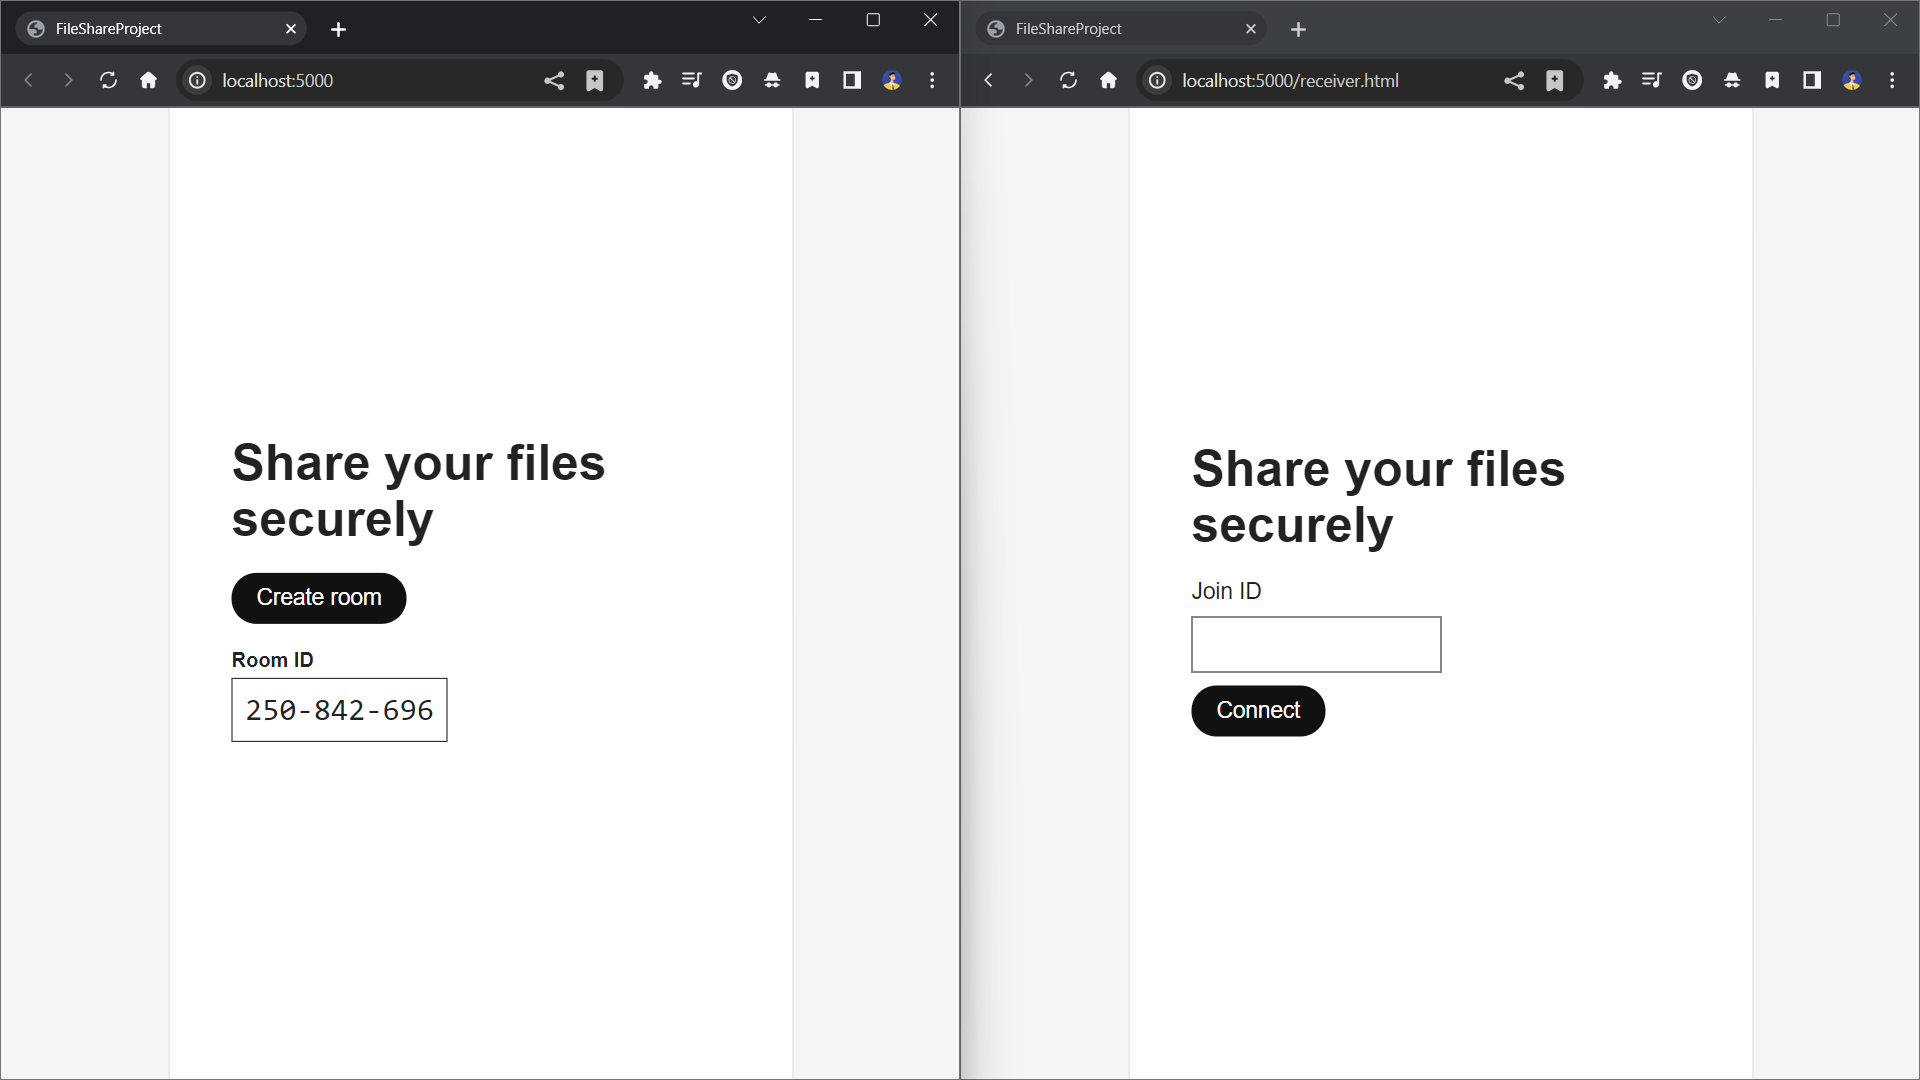 FileShareProject
localhost:5000
Share your files
securely
Create room
Room ID
250-842-696
FileShareProject
localhost:5000/receiver.html
Share your files
securely
Join ID
Connect